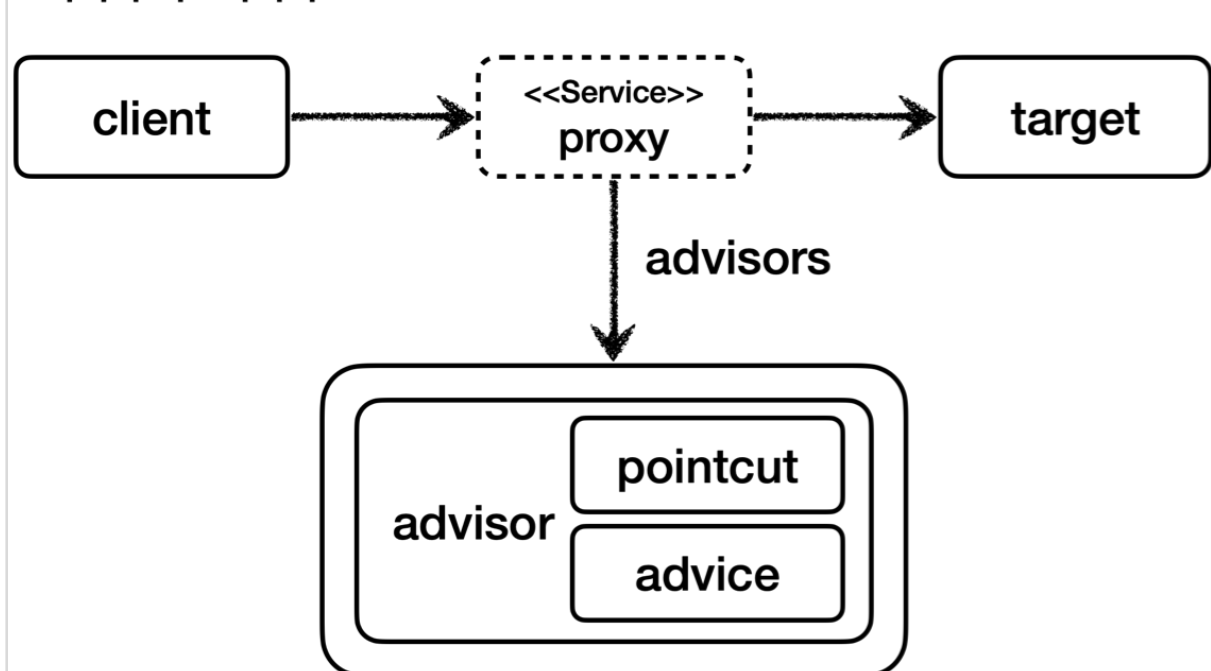 client
<<Service>>
proxy
target
advisors
advisor
pointcut
advice